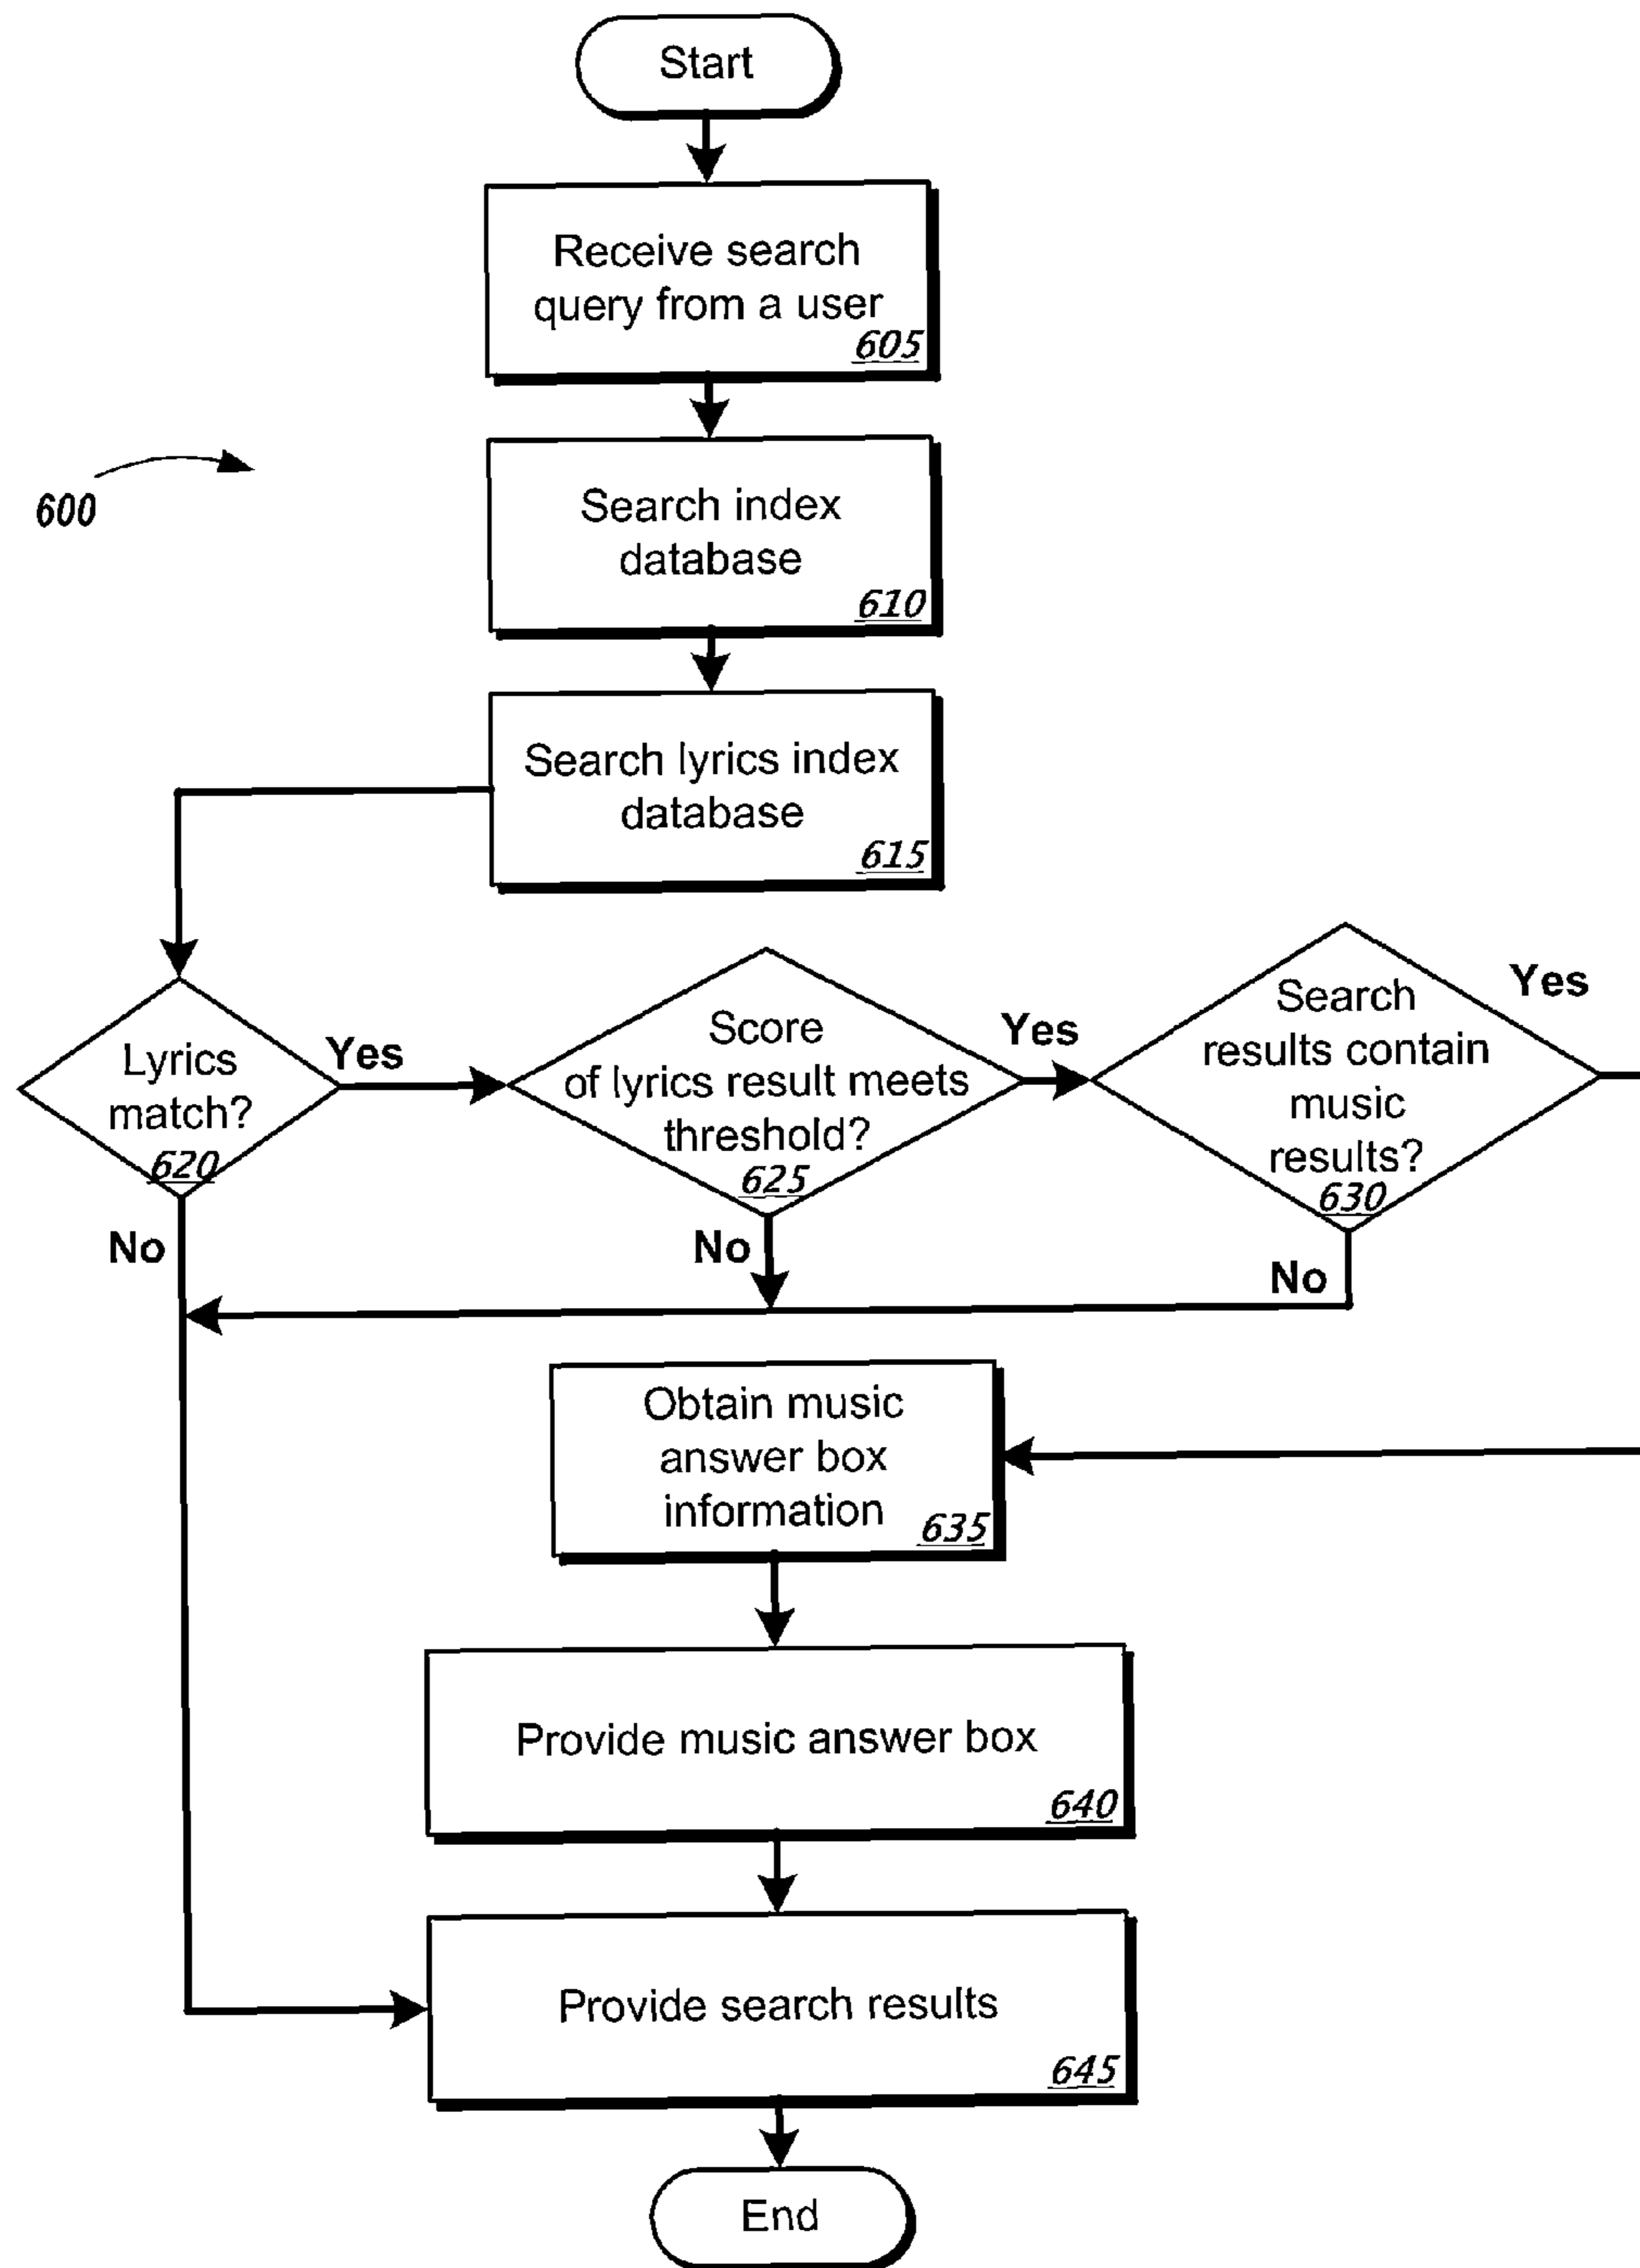 Start
Receive search
query from a user
605
600
Search index
database
610
Search lyrics index
database
615
Lyrics
match?
620
Yes
No
Score
of lyrics result meets
threshold?
625
Yes
No
Search
results contain
music
results?
630
Yes
No
Obtain music
answer box
information
635
Provide music answer box
640
Provide search results
645
End